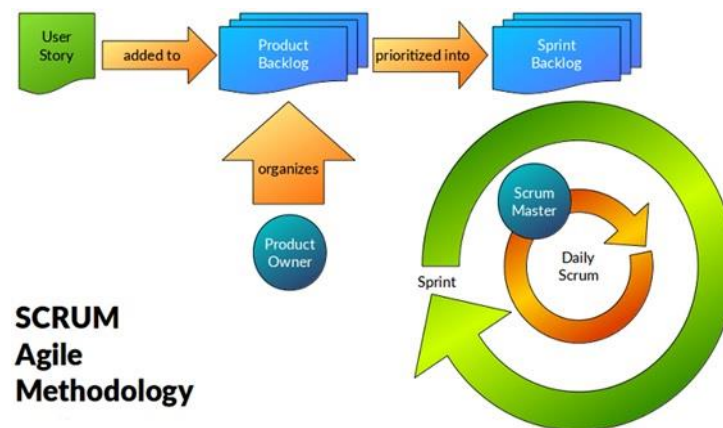 User
Story
added to
Product
Backlog
prioritized into
Sprint
Backlog
organizes
Product
Owner
Scrum
Master
Daily
Scrum
Sprint
SCRUM
Agile
Methodology